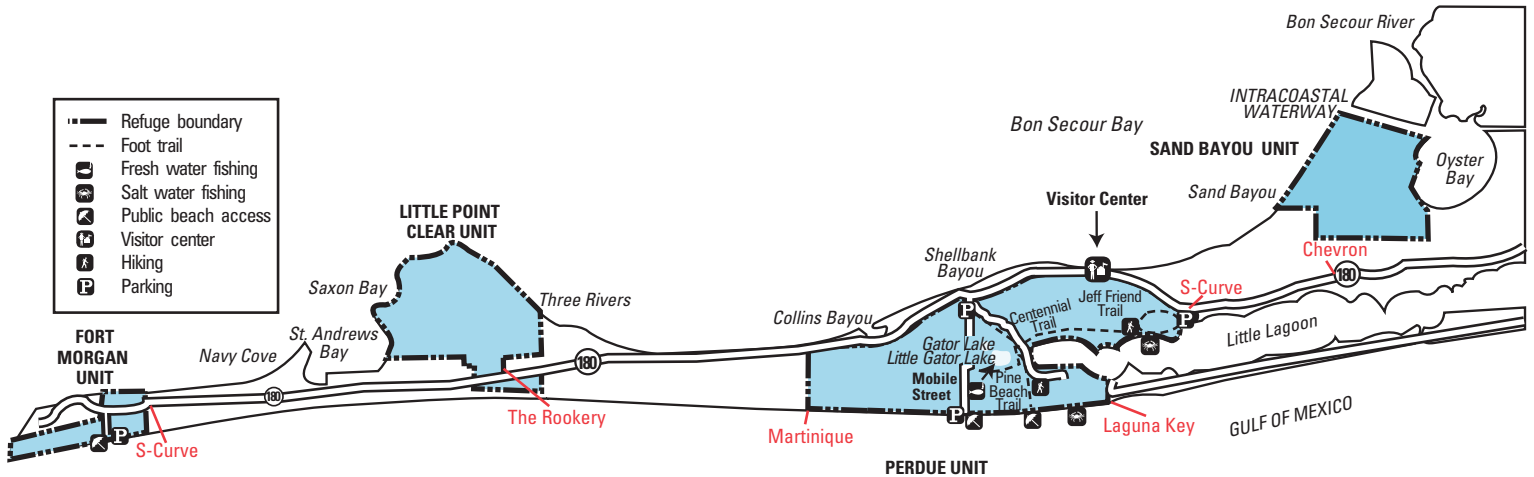 Refuge boundary
Foot trail
Fresh water fishing
Salt water fishing
Public beach access
Visitor center
Hiking
P Parking
Bon Secour River
INTRACOASTAL
WATERWAY
Bon Secour Bay
SAND BAYOU UNIT
Oyster
Bay
Sand Bayou
Visitor Center
LITTLE POINT
CLEAR UNIT
Shellbank
Bayou
Chevron
180
S-Curve
Jeff Friend
Trail
Centennial
Trail
P
P
Saxon Bay
Three Rivers
Collins Bayou
Little Lagoon
St. Andrews
Bay
Navy Cove
FORT
MORGAN
UNIT
180
180
Gator Lake
Little Gator Lake
Mobile
Street
Pine
Beach
Trail
The Rookery
Martinique
P
Laguna Key
GULF OF MEXICO
P
S-Curve
PERDUE UNIT